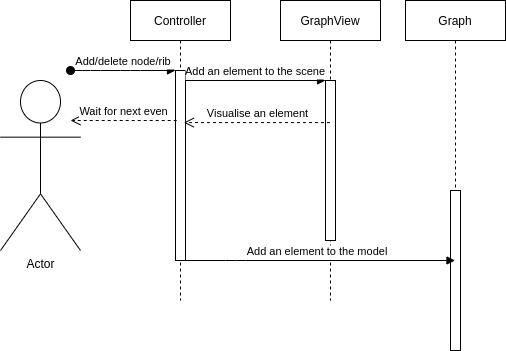 Controller
GraphView
Graph
Add/delete node/rib
Add an element to the scene
Wait for next even
Visualise an element
Add an element to the model
Actor